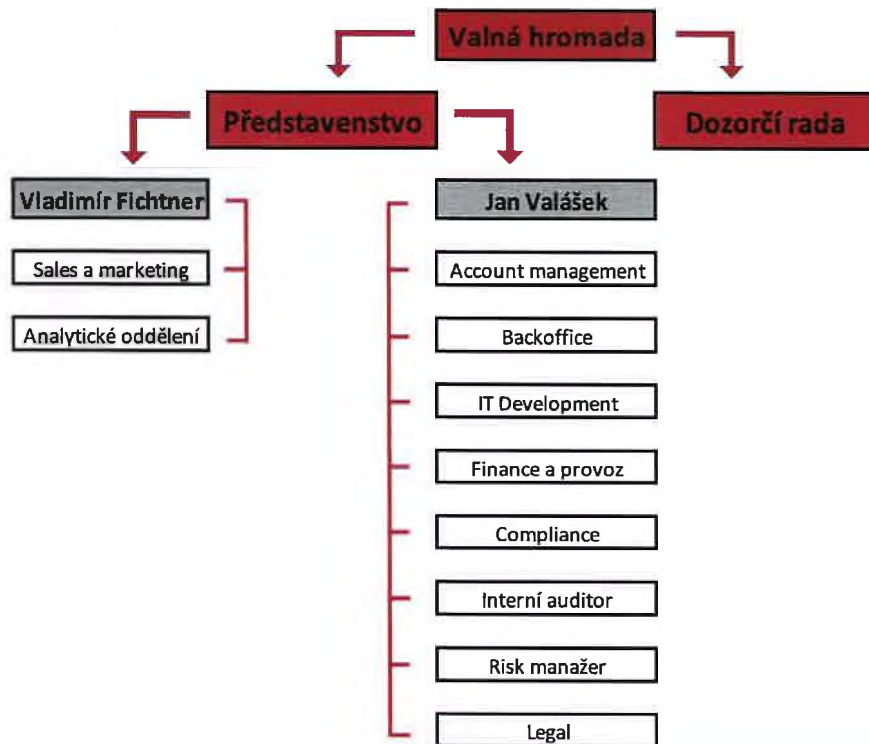 Valná hromada
Představenstvo
Dozorčí rada
Vladimír Fichtner
Sales a marketing
Analytické oddělení
Jan Valášek
Account management
Backoffice
IT Development
Finance a provoz
Compliance
Interní auditor
Risk manažer
Legal